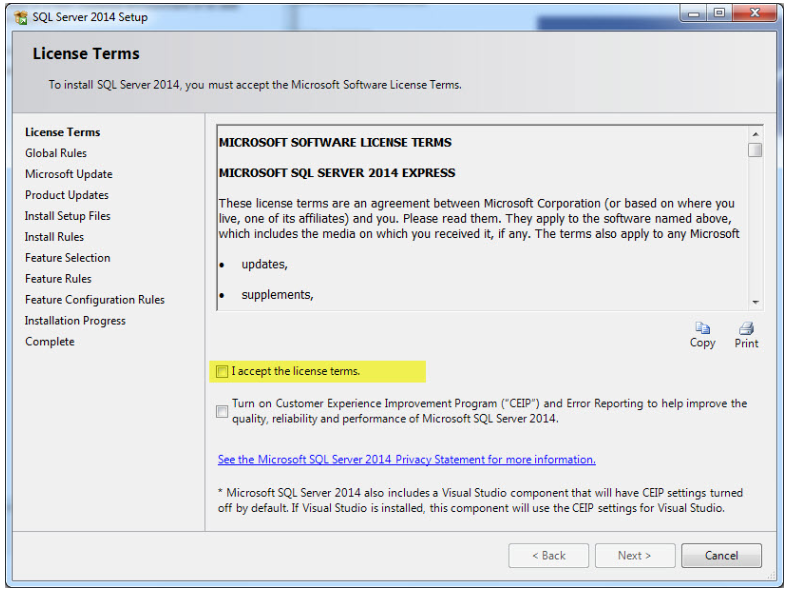 SQL Server 2014 Setup
License Terms
To install SQL Server 2014, you must accept the Microsoft Software License Terms.
License Terms
Global Rules
Microsoft Update
Product Updates
Install Setup Files
Install Rules
Feature Selection
Feature Rules
Feature Configuration Rules
Installation Progress
Complete
MICROSOFT SOFTWARE LICENSE TERMS
MICROSOFT SQL SERVER 2014 EXPRESS
These license terms are an agreement between Microsoft Corporation (or based on where you
live, one of its affiliates) and you. Please read them. They apply to the software named above,
which includes the media on which you received it, if any. The terms also apply to any Microsoft
• updates,
• supplements,
Copy Print
I accept the license terms.
Turn on Customer Experience Improvement Program ("CEIP") and Error Reporting to help improve the
quality, reliability and performance of Microsoft SQL Server 2014.
See the Microsoft SQL Server 2014 Privacy Statement for more information.
* Microsoft SQL Server 2014 also includes a Visual Studio component that will have CEIP settings turned
off by default. If Visual Studio is installed, this component will use the CEIP settings for Visual Studio.
< Back Next > Cancel